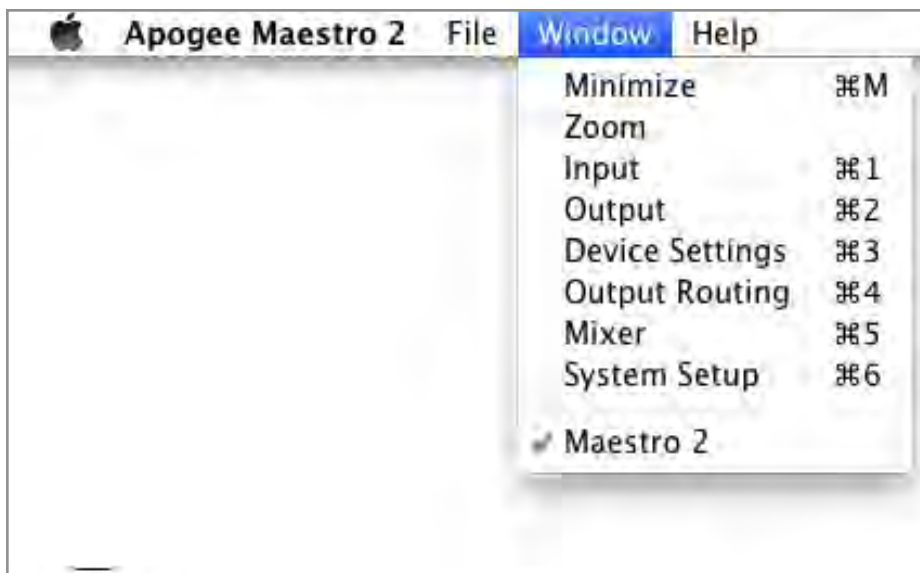 Apogee Maestro 2 File Window Help
Minimize ⌘M
Zoom
Input ⌘1
Output ⌘2
Device Settings ⌘3
Output Routing ⌘4
Mixer ⌘5
System Setup ⌘6
✓ Maestro 2